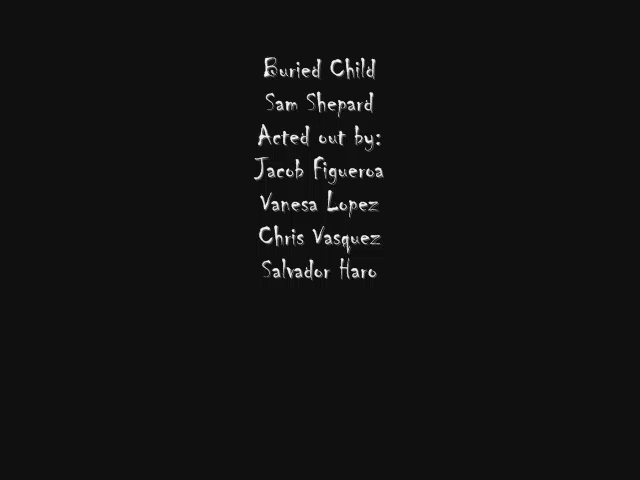 Buried Child
Sam Shepard
Acted out by:
Jacob Figueroa
Vanesa Lopez
Chris Vasquez
Salvador Haro